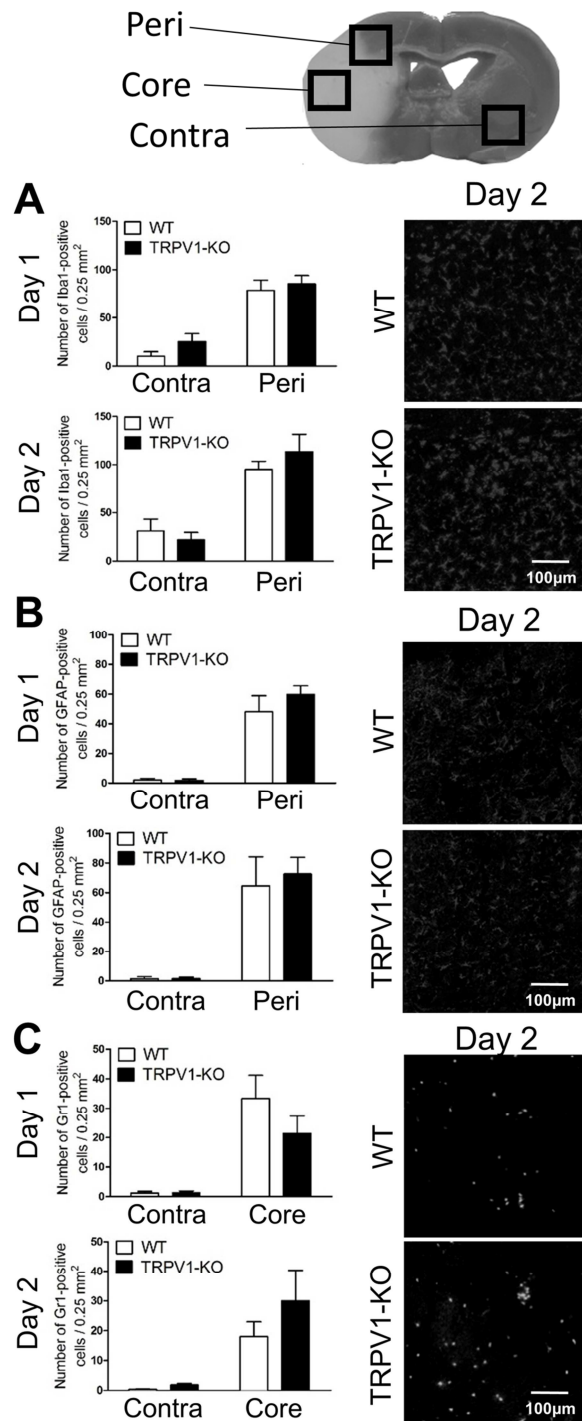 Peri
Core
Contra
A
Day 2
Day 1
Number of Iba1-positive
cells / 0.25 mm²
150
100
50
0
WT
TRPV1-KO
Contra
Peri
WT
Day 2
Number of Iba1-positive
cells / 0.25 mm²
150
100
50
0
WT
TRPV1-KO
Contra
Peri
TRPV1-KO
100µm
B
Day 2
Day 1
Number of GFAP-positive
cells / 0.25 mm²
100
80
60
40
20
0
WT
TRPV1-KO
Contra
Peri
WT
Day 2
Number of GFAP-positive
cells / 0.25 mm²
100
80
60
40
20
0
WT
TRPV1-KO
Contra
Peri
TRPV1-KO
100µm
C
Day 2
Day 1
Number of Gr1-positive
cells / 0.25 mm²
50
40
30
20
10
0
WT
TRPV1-KO
Contra
Core
WT
Day 2
Number of Gr1-positive
cells / 0.25 mm²
50
40
30
20
10
0
WT
TRPV1-KO
Contra
Core
TRPV1-KO
100µm